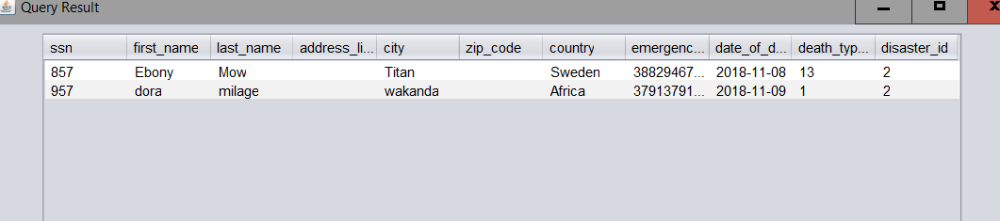 Query Result
ssn first_name last_name address_li... city zip_code country emergenc... date_of_d... death_typ... disaster_id
857 Ebony Mow Titan Sweden 38829467... 2018-11-08 13 2
957 dora milage wakanda Africa 37913791... 2018-11-09 1 2